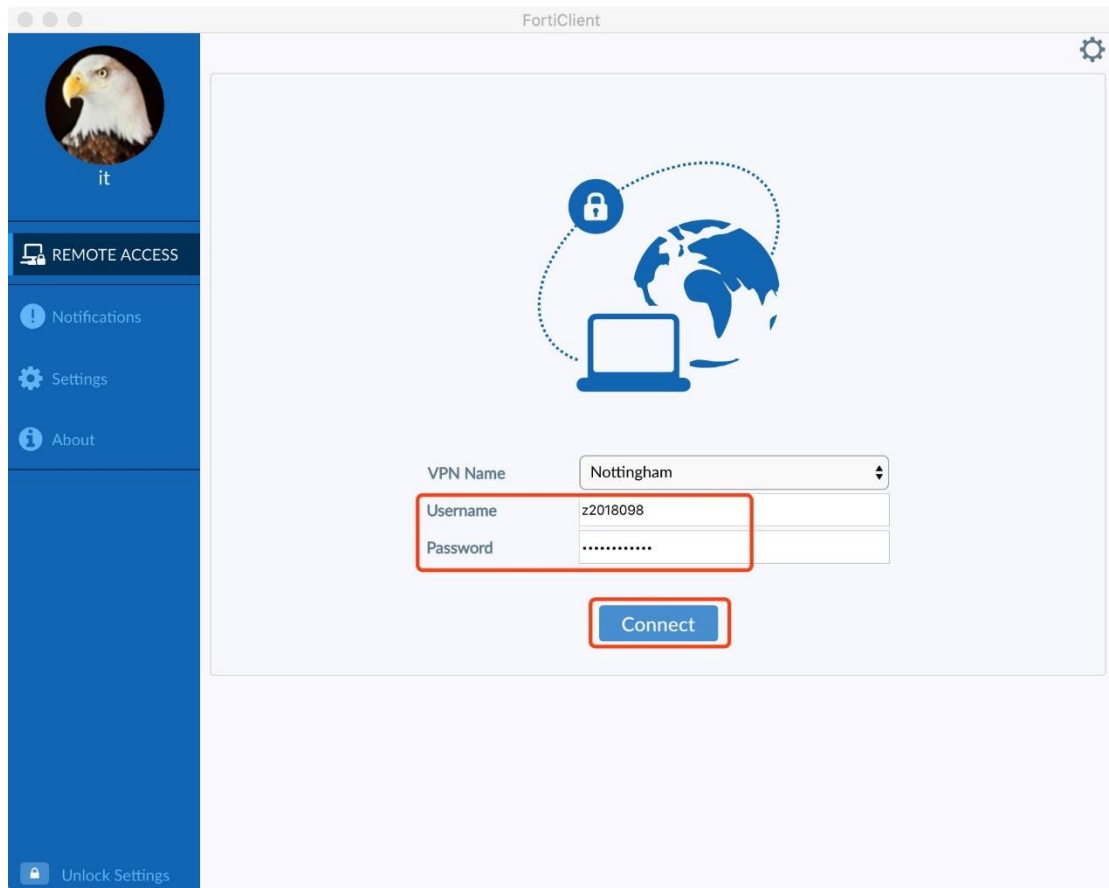 FortiClient
it
REMOTE ACCESS
Notifications
Settings
About
VPN Name Nottingham
Username z2018098
Password ••••••••••••
Connect
Unlock Settings